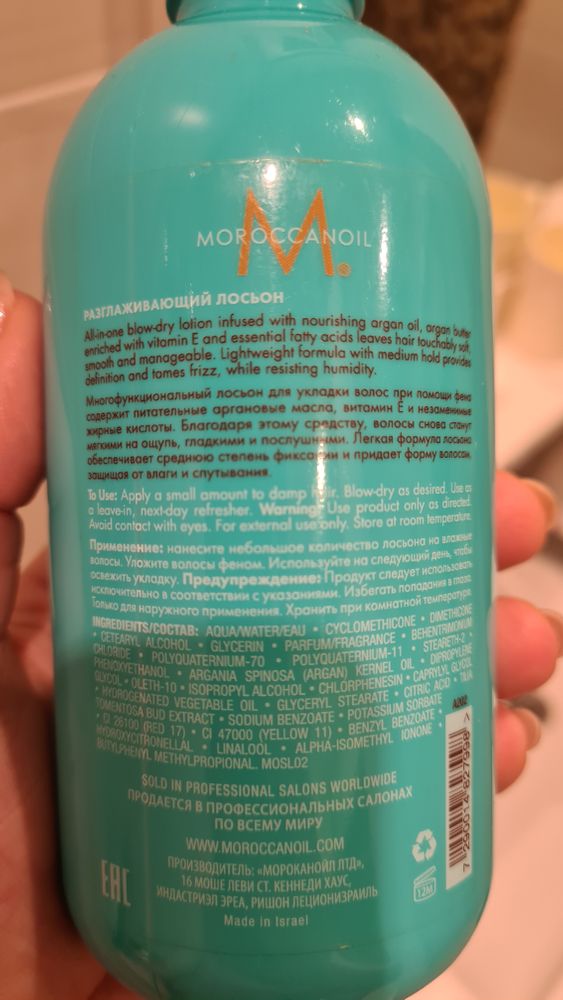 MOROCCANOIL
M.
РАЗГЛАЖИВАЮЩИЙ ЛОСЬОН
All-in-one blow-dry lotion infused with nourishing argan oil, argan butter
enriched with vitamin E and essential fatty acids leaves hair touchably soft,
smooth and manageable. Lightweight formula with medium hold provides
definition and tames frizz, while resisting humidity.
Многофункциональный лосьон для укладки волос при помощи фена
содержит питательные аргановые масла, витамин Е и незаменимые
жирные кислоты. Благодаря этому средству, волосы снова станут
мягкими на ощупь, гладкими и послушными. Легкая формула лосьона
обеспечивает среднюю степень фиксации и придает форму волосам,
защищая от влаги и спутывания.
To Use: Apply a small amount to damp hair. Blow-dry as desired. Use as
a leave-in, next-day refresher. Warning: Use product only as directed.
Avoid contact with eyes. For external use only. Store at room temperature.
Применение: нанесите небольшое количество лосьона на влажные
волосы. Уложите волосы феном. Используйте на следующий день, чтобы
освежить укладку. Предупреждение: Продукт следует использовать
исключительно в соответствии с указаниями. Избегать попадания в глаза.
Только для наружного применения. Хранить при комнатной температуре.
INGREDIENTS/СОСТАВ: AQUA/WATER/EAU • CYCLOMETHICONE • DIMETHICONE
• CETEARYL ALCOHOL • GLYCERIN • PARFUM/FRAGRANCE • BEHENTRIMONIUM
CHLORIDE • POLYQUATERNIUM-70 • POLYQUATERNIUM-11 • STEARETH-2 •
PHENOXYETHANOL • ARGANIA SPINOSA (ARGAN) KERNEL OIL • DIPROPYLENE
GLYCOL • OLETH-10 • ISOPROPYL ALCOHOL • CHLORPHENESIN • CAPRYLYL GLYCOL
• HYDROGENATED VEGETABLE OIL • GLYCERYL STEARATE • CITRIC ACID • TILIA
TOMENTOSA BUD EXTRACT • SODIUM BENZOATE • POTASSIUM SORBATE
• CI 26100 (RED 17) • CI 47000 (YELLOW 11) • BENZYL BENZOATE •
HYDROXYCITRONELLAL • LINALOOL • ALPHA-ISOMETHYL IONONE •
BUTYLPHENYL METHYLPROPIONAL. MOSL02
A202
7 290014 827998 >
SOLD IN PROFESSIONAL SALONS WORLDWIDE
ПРОДАЕТСЯ В ПРОФЕССИОНАЛЬНЫХ САЛОНАХ
ПО ВСЕМУ МИРУ
WWW.MOROCCANOIL.COM
ПРОИЗВОДИТЕЛЬ: «МОРОКАНОЙЛ ЛТД»,
16 МОШЕ ЛЕВИ СТ. КЕННЕДИ ХАУС,
ИНДАСТРИЭЛ ЭРЕА, РИШОН ЛЕЦИОНИЗРАИЛЬ
Made in Israel
EAC
12M